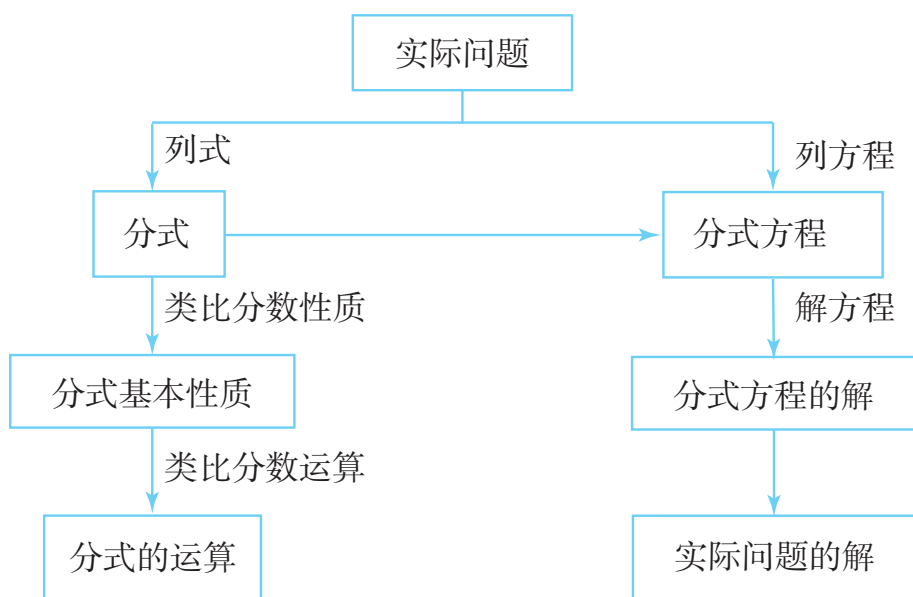 实际问题
列式
列方程
分式
分式方程
类比分数性质
解方程
分式基本性质
分式方程的解
类比分数运算
分式的运算
实际问题的解